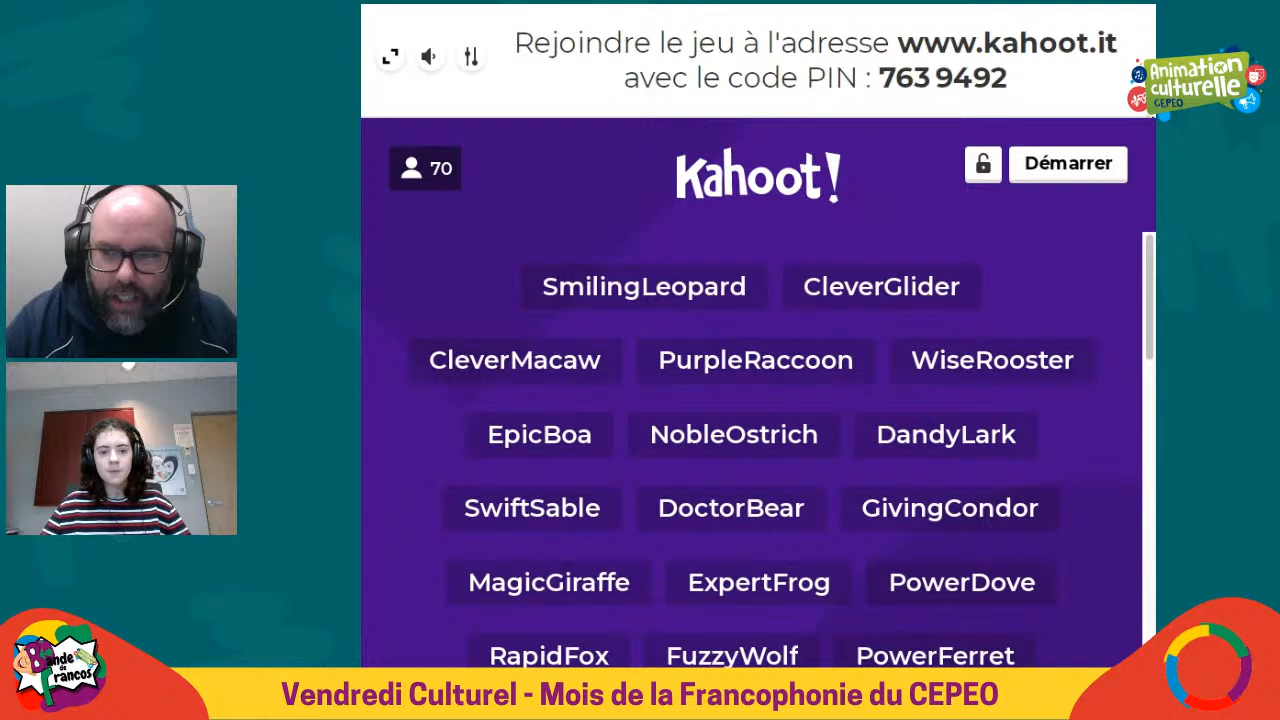 Rejoindre le jeu à l'adresse www.kahoot.it
avec le code PIN : 763 9492
Animation
culturelle
CEPEO
70
Kahoot!
Démarrer
SmilingLeopard CleverGlider
CleverMacaw PurpleRaccoon WiseRooster
EpicBoa NobleOstrich DandyLark
SwiftSable DoctorBear GivingCondor
MagicGiraffe ExpertFrog PowerDove
RapidFox FuzzyWolf PowerFerret
Bande
de
Francos
Vendredi Culturel - Mois de la Francophonie du CEPEO